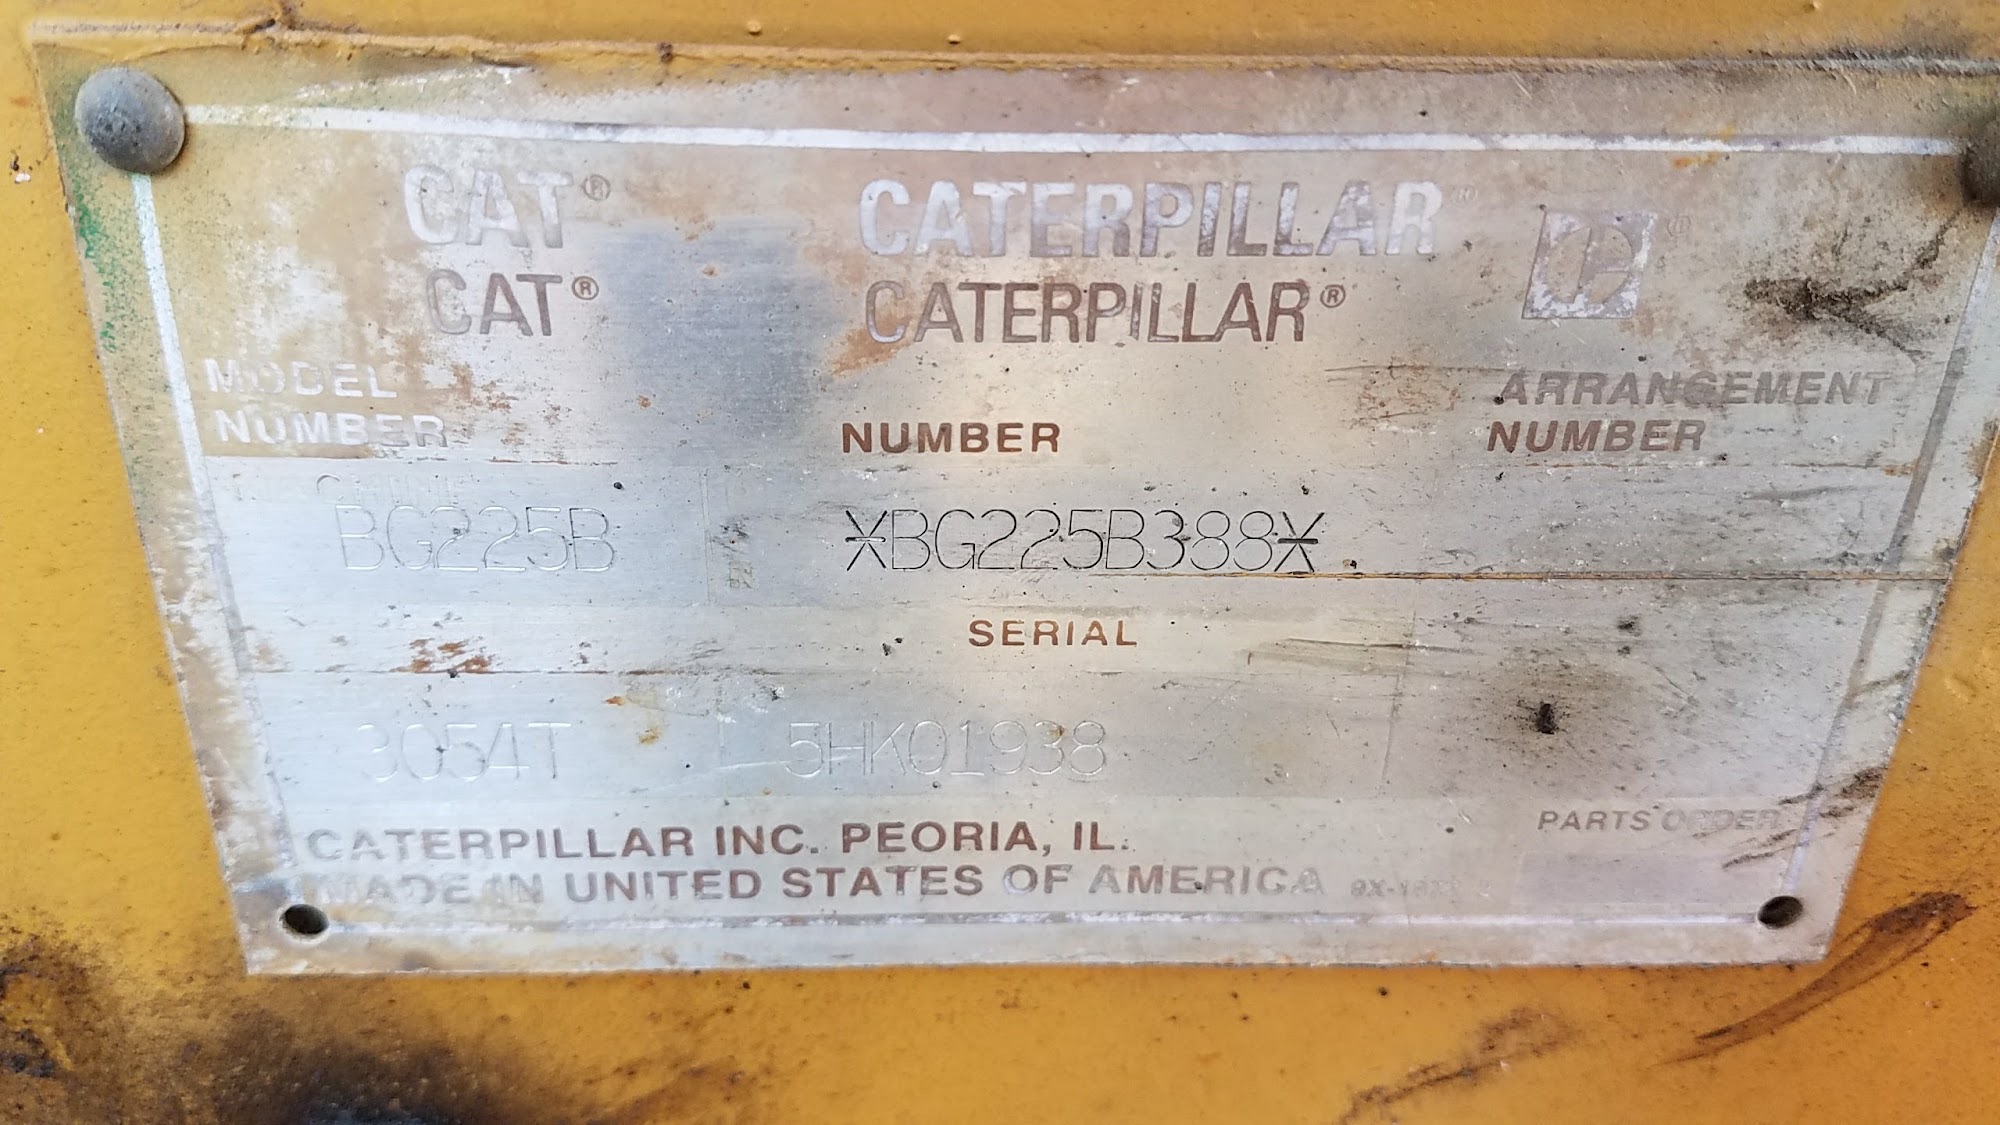 CAT® CATERPILLAR®
CAT® CATERPILLAR®
MODEL ARRANGEMENT
NUMBER NUMBER NUMBER
BG225B *BG225B388*
SERIAL
3054T 5HK01938
PARTS ORDER
CATERPILLAR INC. PEORIA, IL.
MADE IN UNITED STATES OF AMERICA